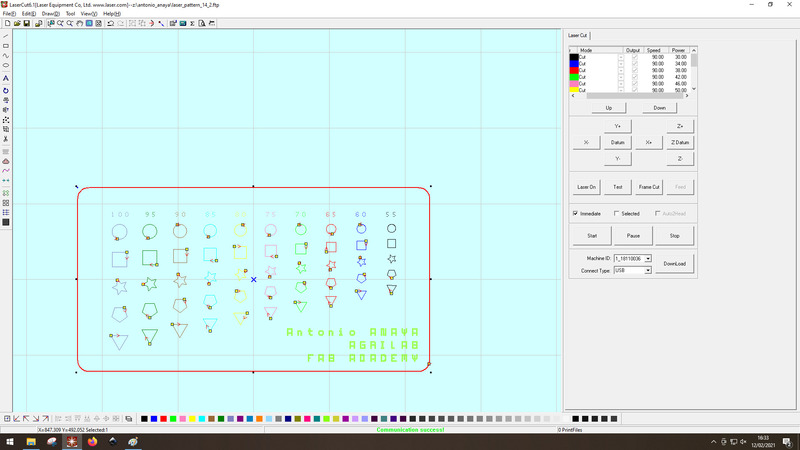 LaserCut6.1[Laser Equipment Co, Ltd. www.laser.com]--z:\antonio_anaya\laser_pattern_14_2.ftp
File(F) Edit(E) Draw(D) Tool View(V) Help(H)
Laser Cut
Mode Output Speed Power
Cut 90.00 30.00
Cut 90.00 34.00
Cut 90.00 38.00
Cut 90.00 42.00
Cut 90.00 46.00
Cut 90.00 50.00
Up Down
Y+ Z+
X- Datum X+ Z Datum
Y- Z-
Laser On Test Frame Cut Feed
Immediate Selected Auto2Head
Start Pause Stop
Machine ID: 1_18110036
Connect Type: USB
DownLoad
100 95 90 85 80 75 70 65 60 55
Antonio ANAYA
AGRILAB
FAB ACADEMY
X=847.309 Y=492.052 Selected:1
Communication success!
0 PrintFiles
16:33
12/02/2021